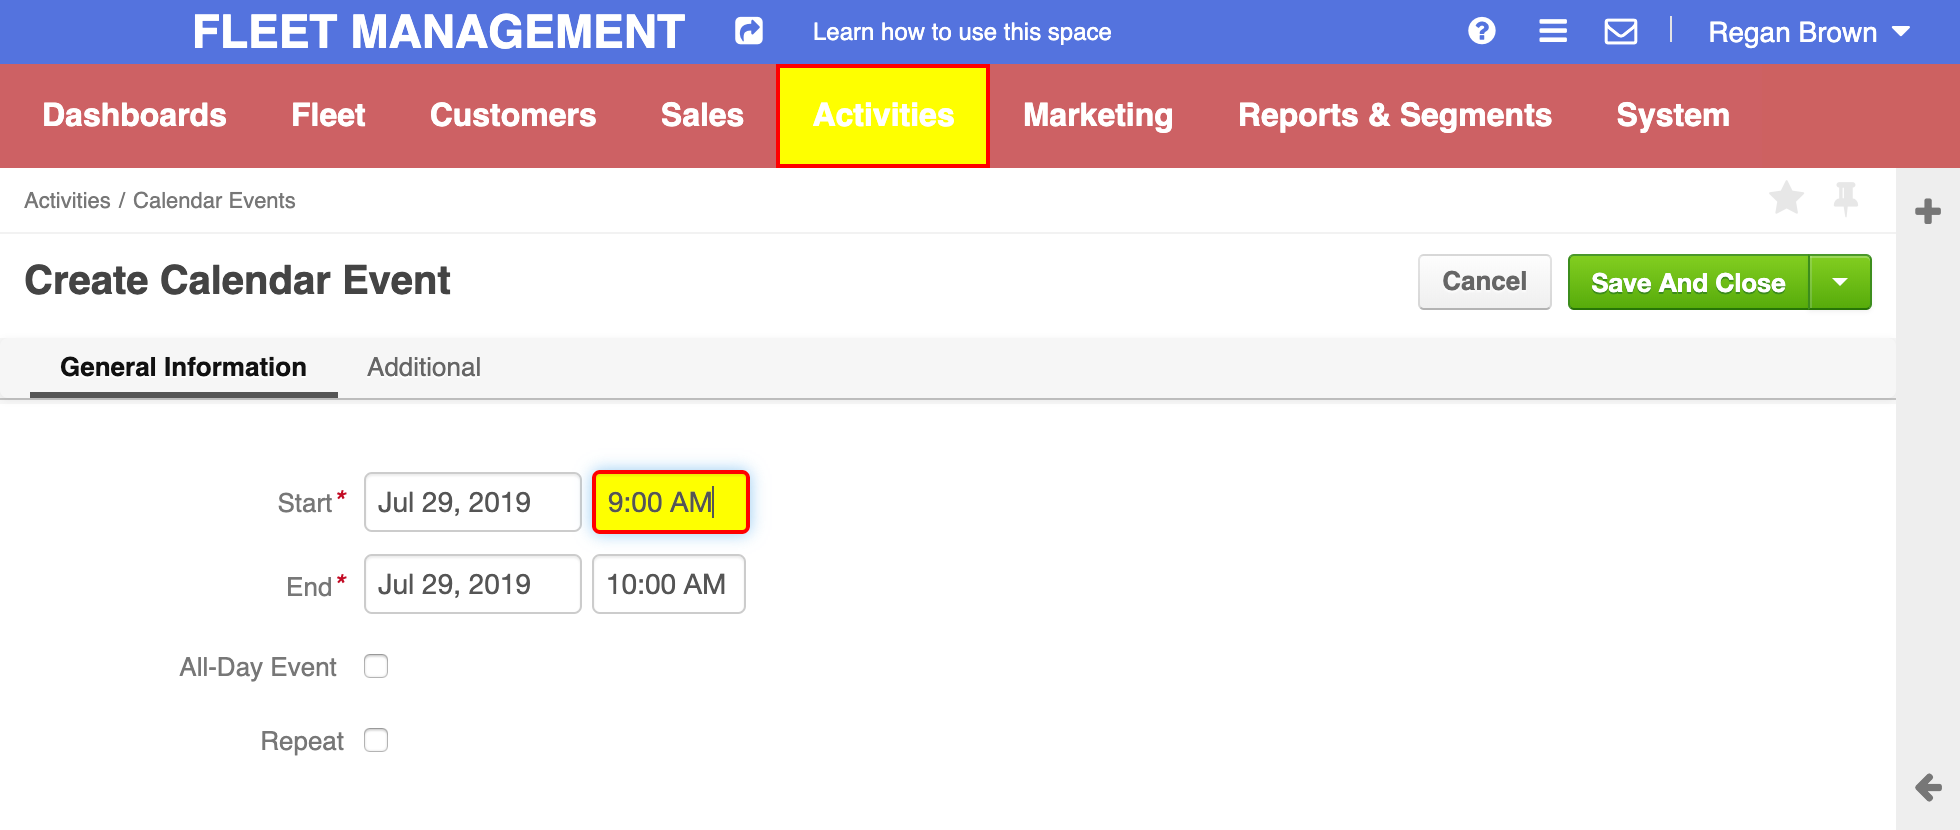 FLEET MANAGEMENT Learn how to use this space Regan Brown
Dashboards Fleet Customers Sales Activities Marketing Reports & Segments System
Activities / Calendar Events
Create Calendar Event Cancel Save And Close
General Information Additional
Start* Jul 29, 2019 9:00 AM
End* Jul 29, 2019 10:00 AM
All-Day Event
Repeat